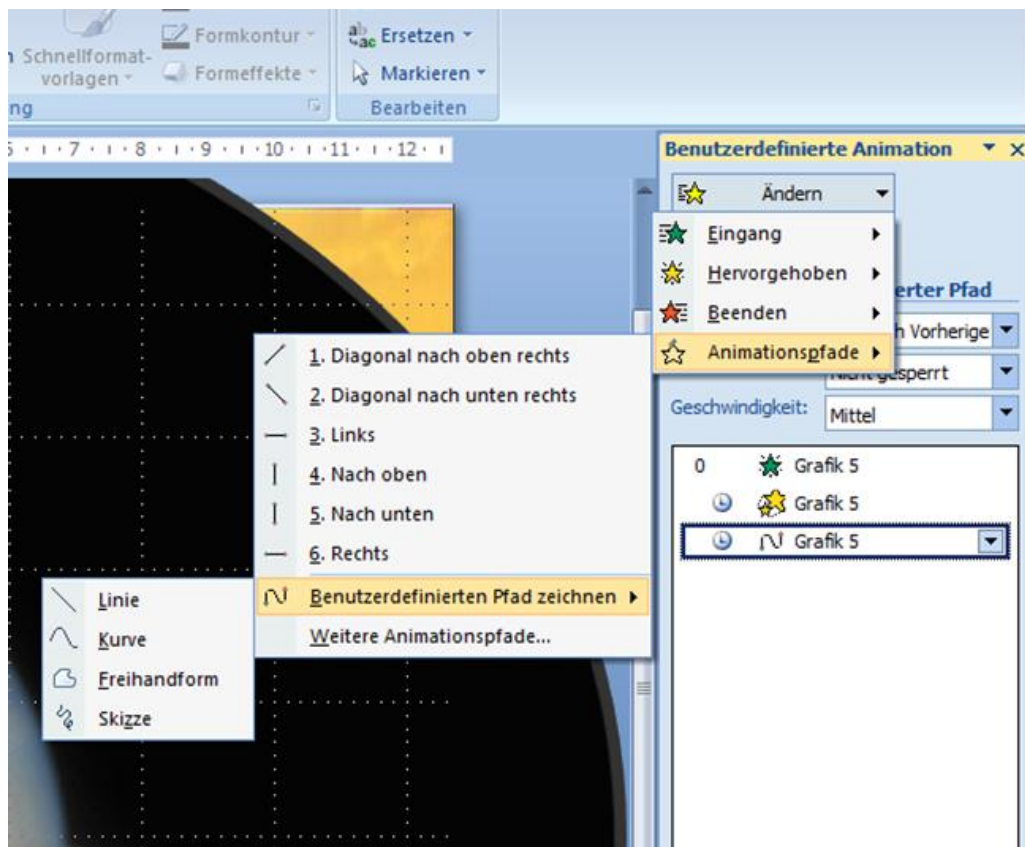 Formkontur
Ersetzen
Schnellformat-
vorlagen
Formeffekte
Markieren
ng
Bearbeiten
7 8 9 10 11 12
Benutzerdefinierte Animation
Ändern
Eingang
Hervorgehoben
erter Pfad
Beenden
h Vorherige
Animationspfade
1. Diagonal nach oben rechts
Nicht gesperrt
2. Diagonal nach unten rechts
Geschwindigkeit: Mittel
3. Links
4. Nach oben
0 Grafik 5
5. Nach unten
Grafik 5
6. Rechts
Grafik 5
Benutzerdefinierten Pfad zeichnen
Weitere Animationspfade...
Linie
Kurve
Freihandform
Skizze